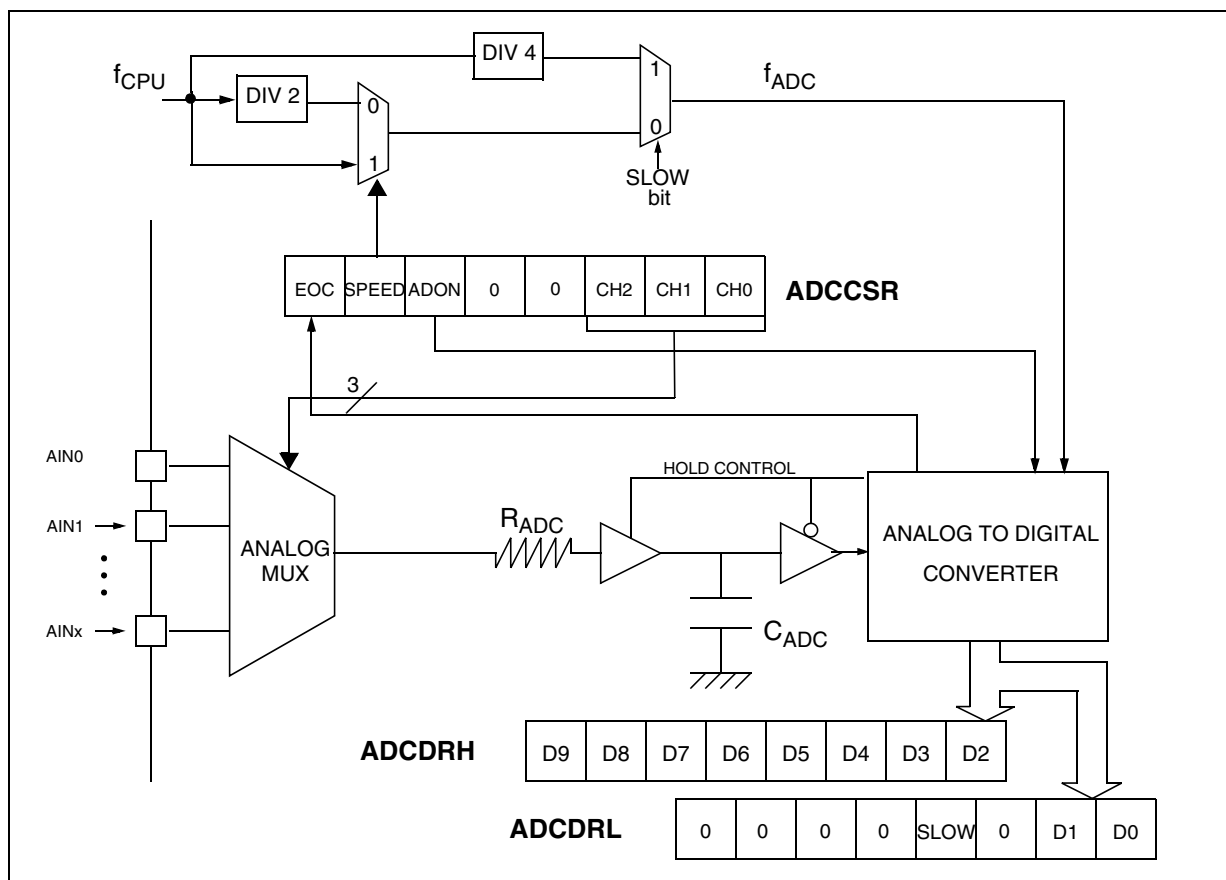 DIV 4
f_CPU
DIV 2
0
1
1
0
f_ADC
SLOW
bit
EOC SPEED ADON 0 0 CH2 CH1 CH0
ADCCSR
3
AIN0
AIN1
AINx
ANALOG
MUX
R_ADC
HOLD CONTROL
C_ADC
ANALOG TO DIGITAL
CONVERTER
ADCDRH
D9 D8 D7 D6 D5 D4 D3 D2
ADCDRL
0 0 0 0 SLOW 0 D1 D0